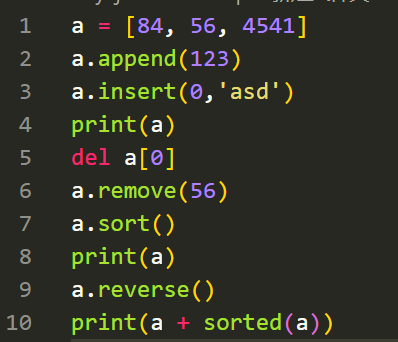 1 a = [84, 56, 4541]
2 a.append(123)
3 a.insert(0,'asd')
4 print(a)
5 del a[0]
6 a.remove(56)
7 a.sort()
8 print(a)
9 a.reverse()
10 print(a + sorted(a))